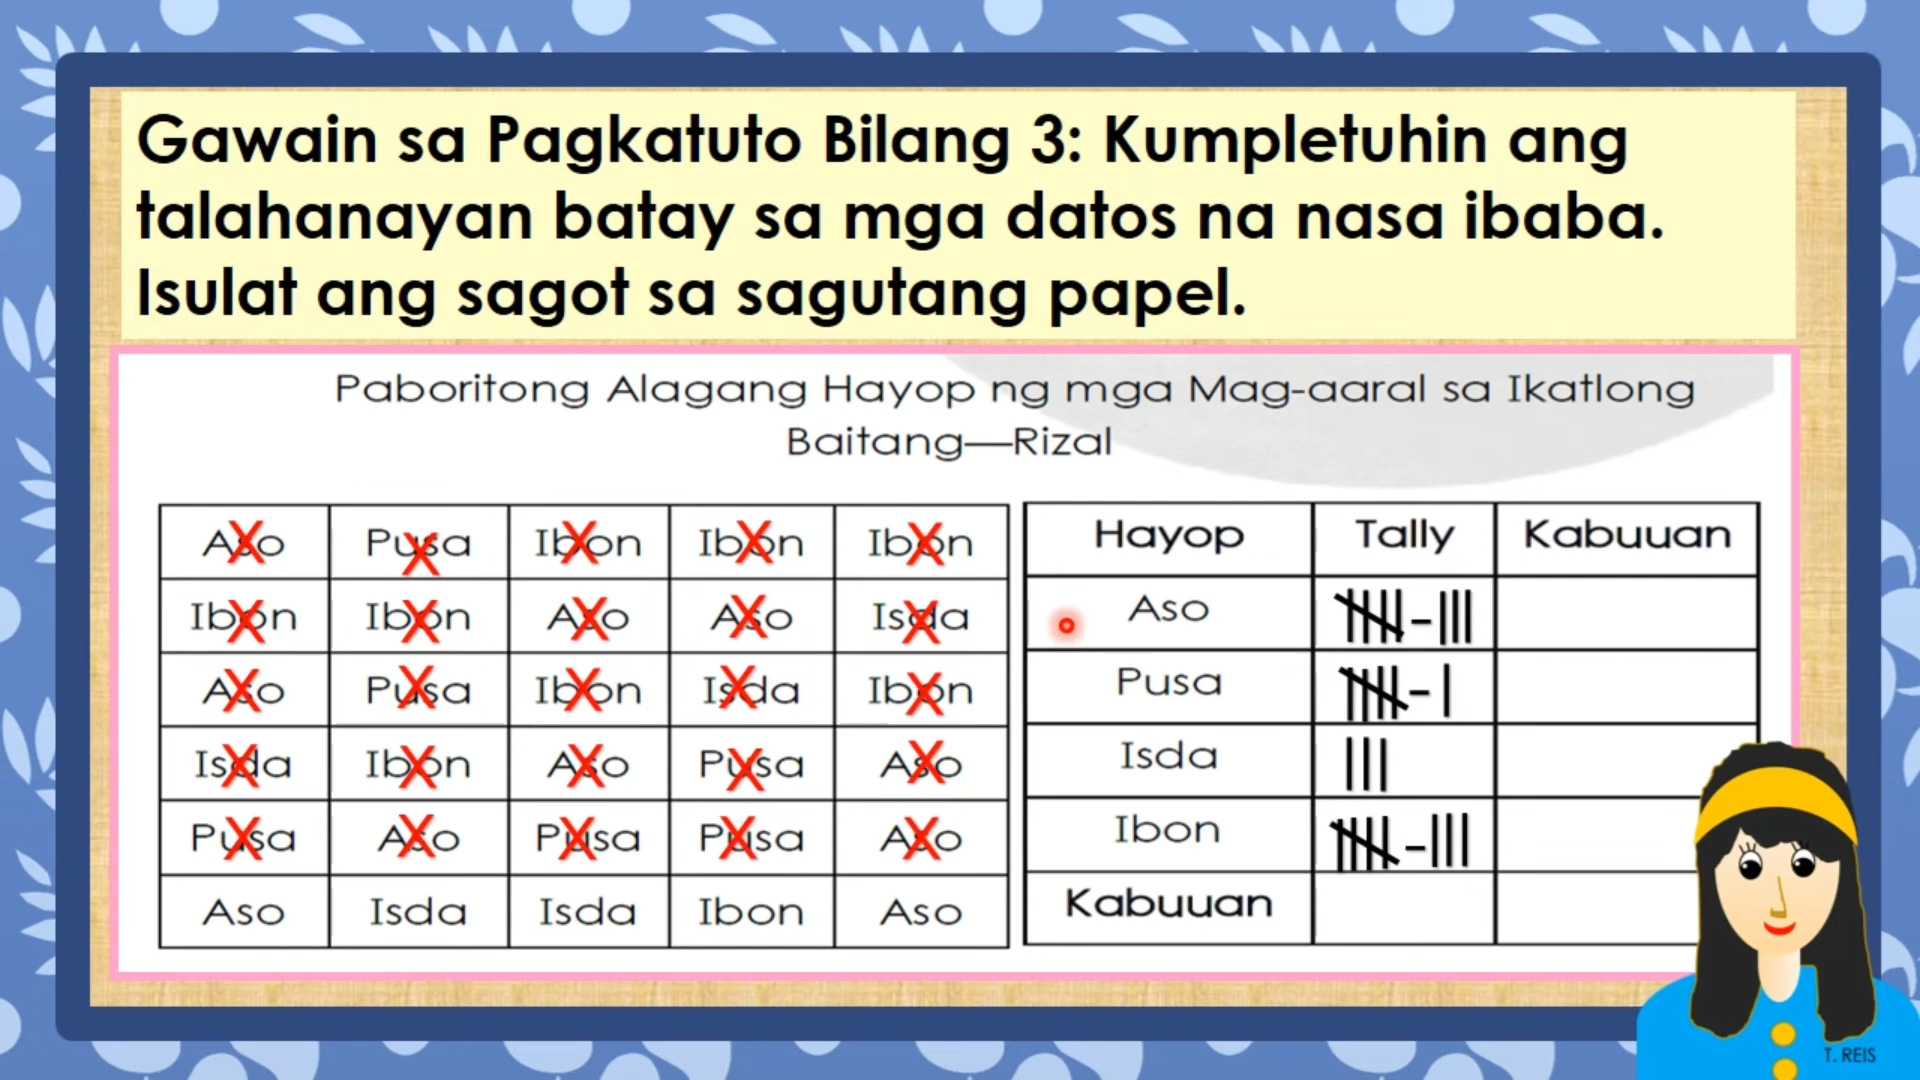 Gawain sa Pagkatuto Bilang 3: Kumpletuhin ang
talahanayan batay sa mga datos na nasa ibaba.
Isulat ang sagot sa sagutang papel.
Paboritong Alagang Hayop ng mga Mag-aaral sa Ikatlong
Baitang—Rizal
Aso Pusa Ibon Ibon Ibon
Ibon Ibon Aso Aso Isda
Aso Pusa Ibon Isda Ibon
Isda Ibon Aso Pusa Aso
Pusa Aso Pusa Pusa Aso
Aso Isda Isda Ibon Aso
Hayop Tally Kabuuan
Aso
Pusa
Isda
Ibon
Kabuuan
T. REIS